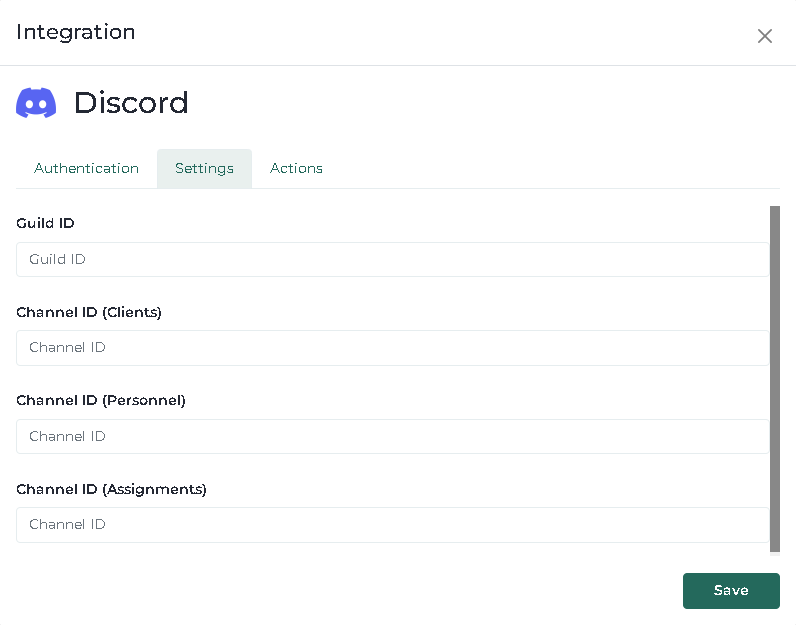 Integration
Discord
Authentication Settings Actions
Guild ID
Guild ID
Channel ID (Clients)
Channel ID
Channel ID (Personnel)
Channel ID
Channel ID (Assignments)
Channel ID
Save